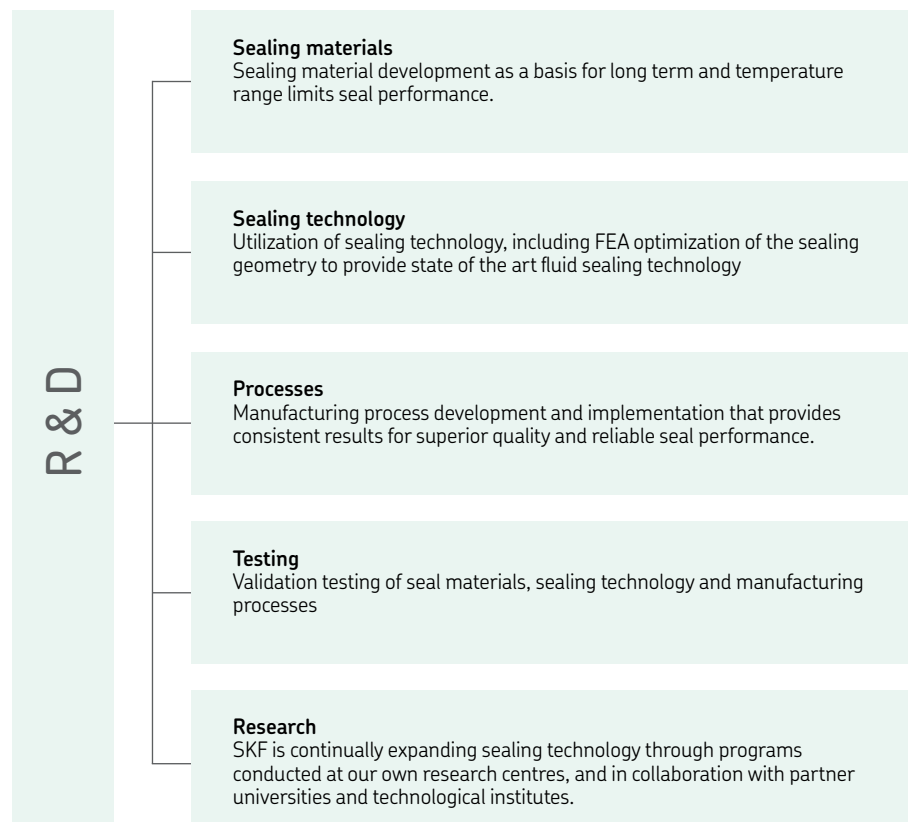 R & D
Sealing materials
Sealing material development as a basis for long term and temperature
range limits seal performance.
Sealing technology
Utilization of sealing technology, including FEA optimization of the sealing
geometry to provide state of the art fluid sealing technology
Processes
Manufacturing process development and implementation that provides
consistent results for superior quality and reliable seal performance.
Testing
Validation testing of seal materials, sealing technology and manufacturing
processes
Research
SKF is continually expanding sealing technology through programs
conducted at our own research centres, and in collaboration with partner
universities and technological institutes.